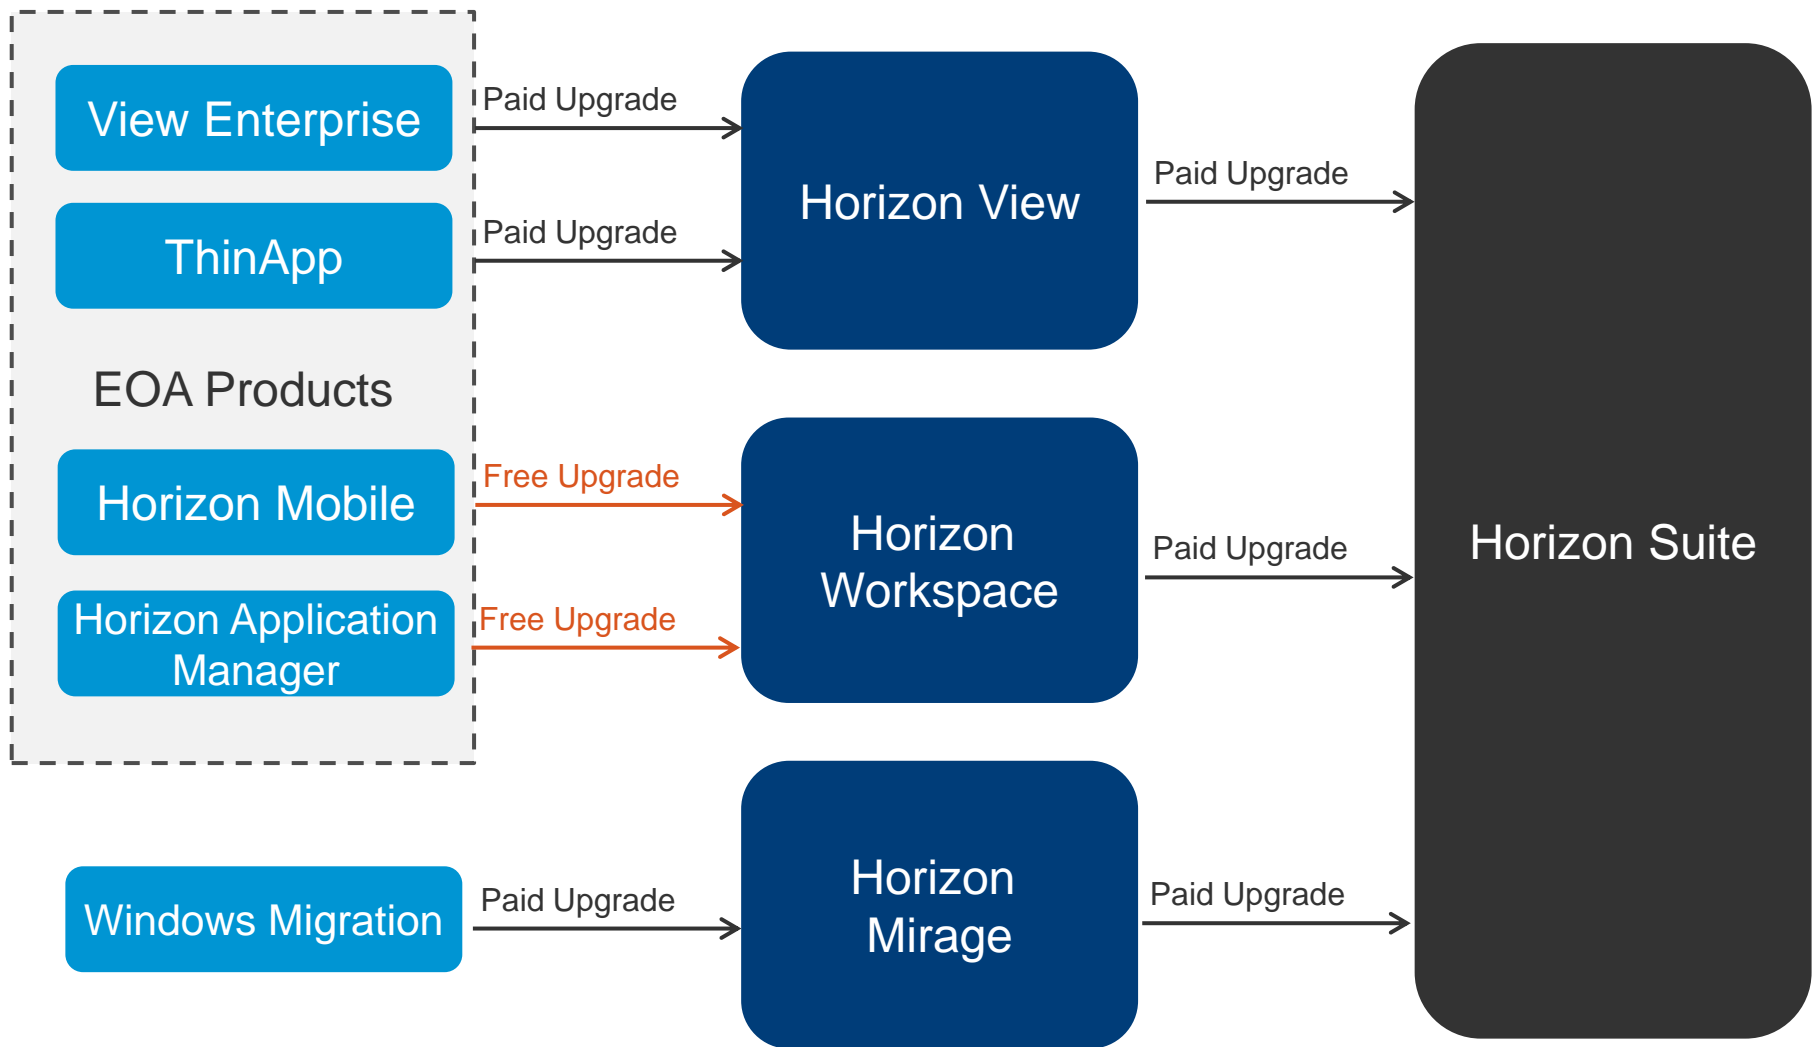 View Enterprise
Paid Upgrade
ThinApp
Paid Upgrade
EOA Products
Horizon Mobile
Free Upgrade
Horizon Application
Manager
Free Upgrade
Windows Migration
Paid Upgrade
Horizon View
Paid Upgrade
Horizon
Workspace
Paid Upgrade
Horizon
Mirage
Paid Upgrade
Horizon Suite